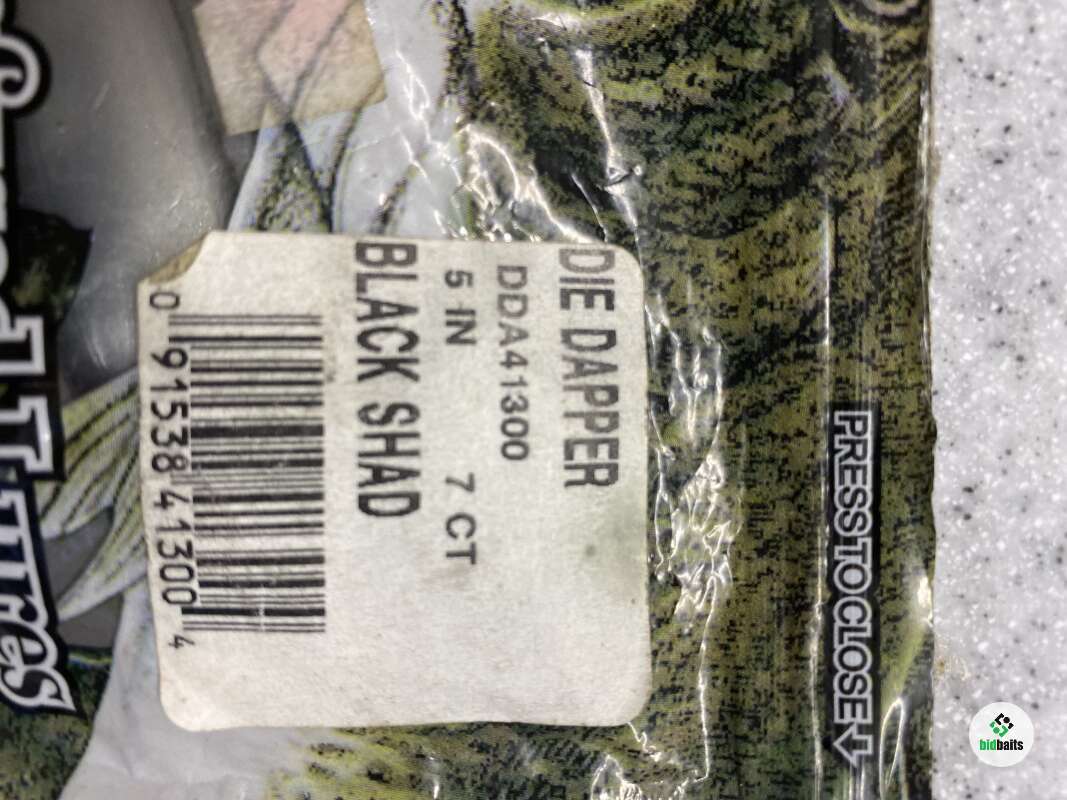 DIE DAPPER
DDA41300
5 IN 7 CT
BLACK SHAD
0 91538 41300 4
PRESS TO CLOSE
bidbaits